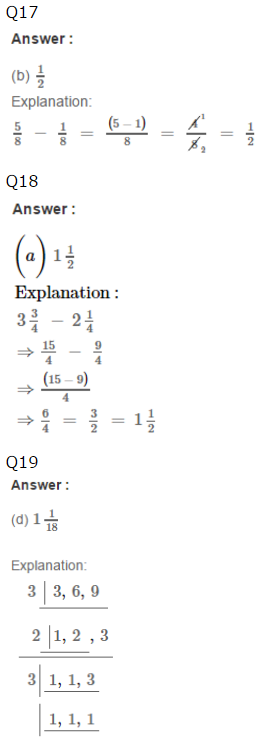 Q17
Answer :
(b) 1/2
Explanation:
5/8 − 1/8 = (5−1)/8 = 4̸¹/8̸₂ = 1/2
Q18
Answer :
(a) 1 1/2
Explanation :
3 3/4 − 2 1/4
⇒ 15/4 − 9/4
⇒ (15−9)/4
⇒ 6/4 = 3/2 = 1 1/2
Q19
Answer :
(d) 1 1/18
Explanation:
3 | 3, 6, 9
2 | 1, 2 , 3
3 | 1, 1, 3
| 1, 1, 1